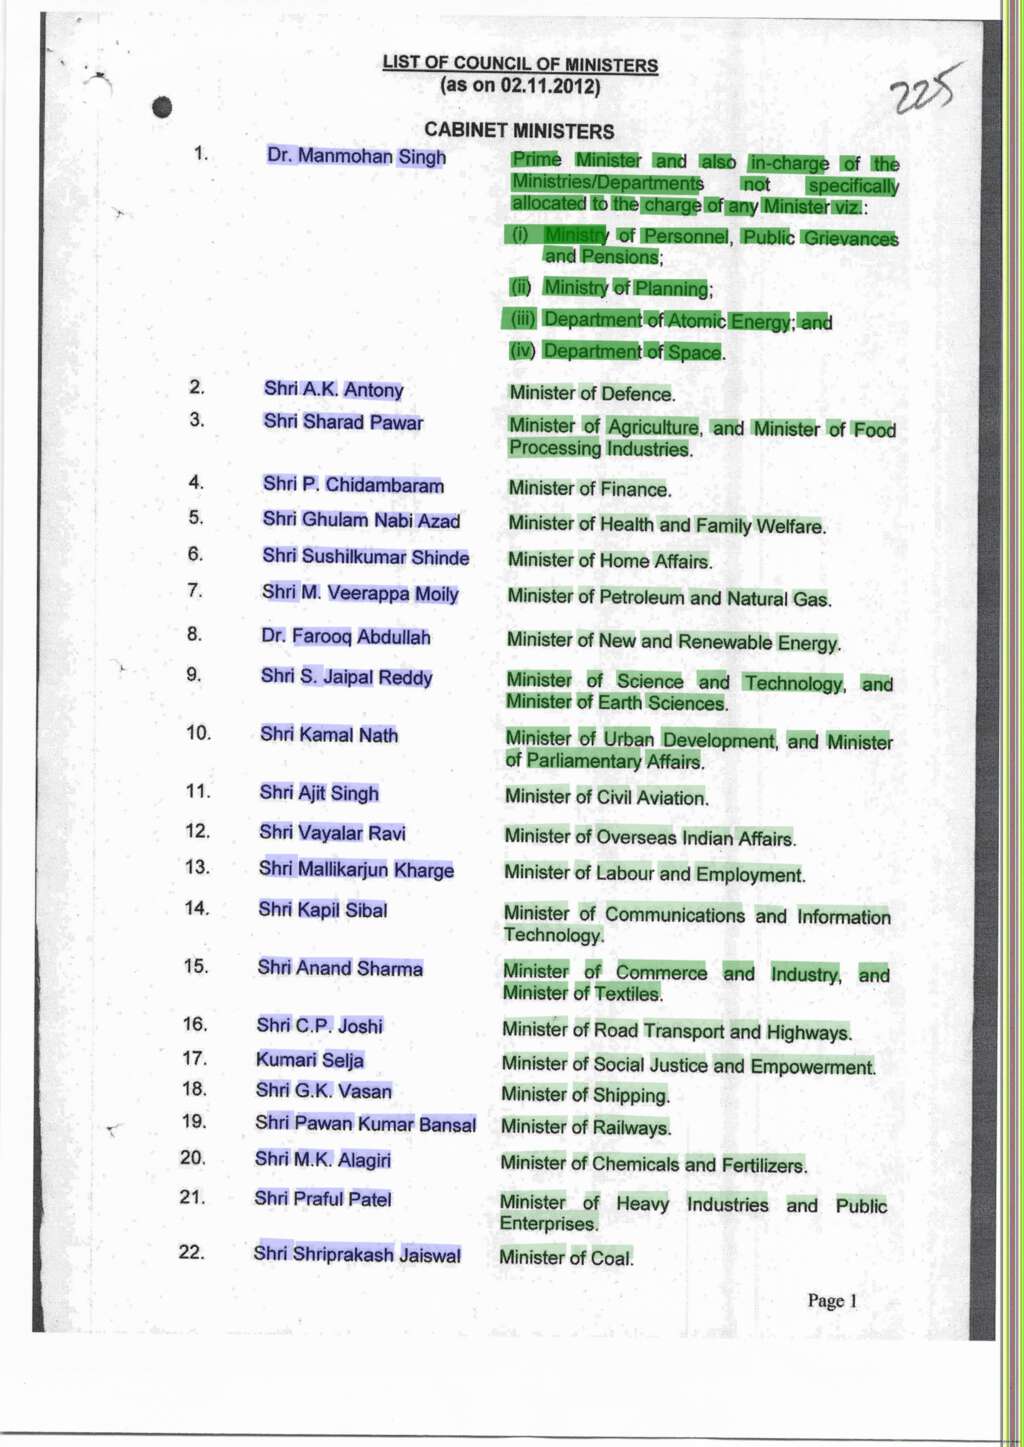 LIST OF COUNCIL OF MINISTERS
(as on 02.11.2012)
225
CABINET MINISTERS
1. Dr. Manmohan Singh Prime Minister and also in-charge of the
Ministries/Departments not specifically
allocated to the charge of any Minister viz.:
(i) Ministry of Personnel, Public Grievances
and Pensions;
(ii) Ministry of Planning;
(iii) Department of Atomic Energy; and
(iv) Department of Space.
2. Shri A.K. Antony Minister of Defence.
3. Shri Sharad Pawar Minister of Agriculture, and Minister of Food
Processing Industries.
4. Shri P. Chidambaram Minister of Finance.
5. Shri Ghulam Nabi Azad Minister of Health and Family Welfare.
6. Shri Sushilkumar Shinde Minister of Home Affairs.
7. Shri M. Veerappa Moily Minister of Petroleum and Natural Gas.
8. Dr. Farooq Abdullah Minister of New and Renewable Energy.
9. Shri S. Jaipal Reddy Minister of Science and Technology, and
Minister of Earth Sciences.
10. Shri Kamal Nath Minister of Urban Development, and Minister
of Parliamentary Affairs.
11. Shri Ajit Singh Minister of Civil Aviation.
12. Shri Vayalar Ravi Minister of Overseas Indian Affairs.
13. Shri Mallikarjun Kharge Minister of Labour and Employment.
14. Shri Kapil Sibal Minister of Communications and Information
Technology.
15. Shri Anand Sharma Minister of Commerce and Industry, and
Minister of Textiles.
16. Shri C.P. Joshi Minister of Road Transport and Highways.
17. Kumari Selja Minister of Social Justice and Empowerment.
18. Shri G.K. Vasan Minister of Shipping.
19. Shri Pawan Kumar Bansal Minister of Railways.
20. Shri M.K. Alagiri Minister of Chemicals and Fertilizers.
21. Shri Praful Patel Minister of Heavy Industries and Public
Enterprises.
22. Shri Shriprakash Jaiswal Minister of Coal.
Page 1